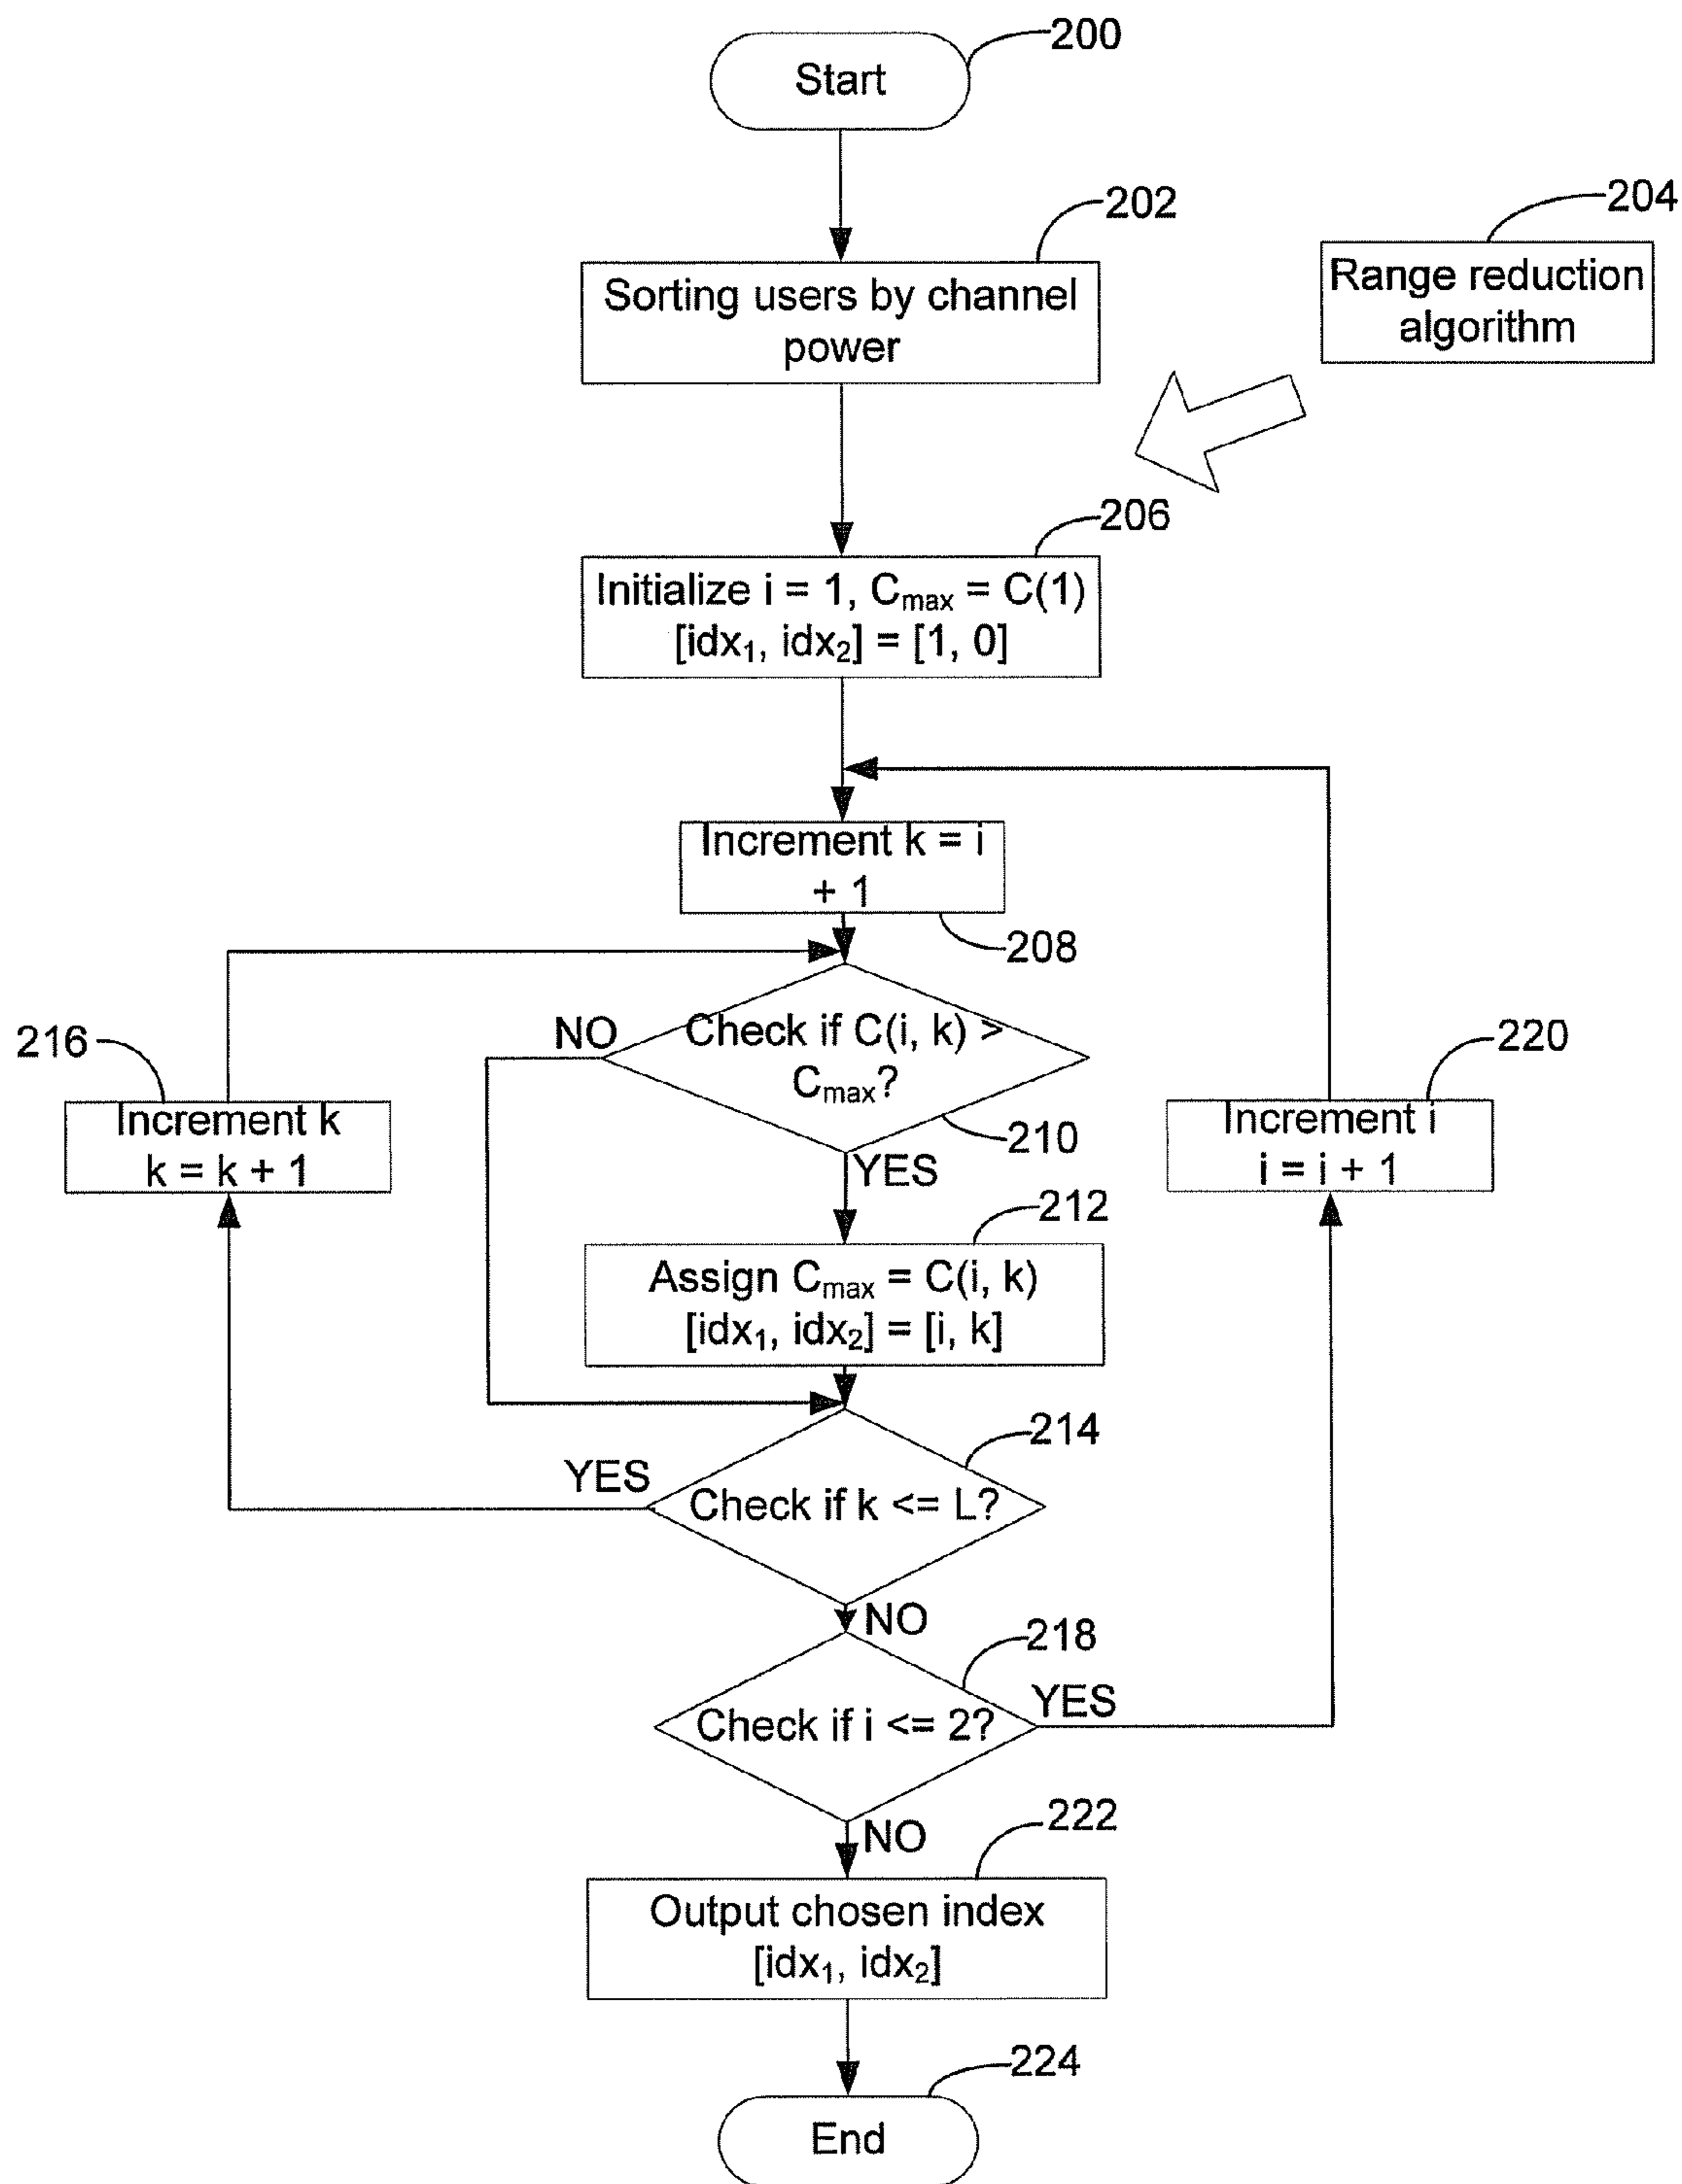 200
Start
202
204
Sorting users by channel
power
Range reduction
algorithm
206
Initialize i = 1, Cmax = C(1)
[idx1, idx2] = [1, 0]
Increment k = i
+ 1
208
216
NO
Check if C(i, k) >
Cmax?
220
210
Increment k
k = k + 1
Increment i
i = i + 1
YES
212
Assign Cmax = C(i, k)
[idx1, idx2] = [i, k]
214
YES
Check if k <= L?
NO
218
YES
Check if i <= 2?
222
NO
Output chosen index
[idx1, idx2]
224
End